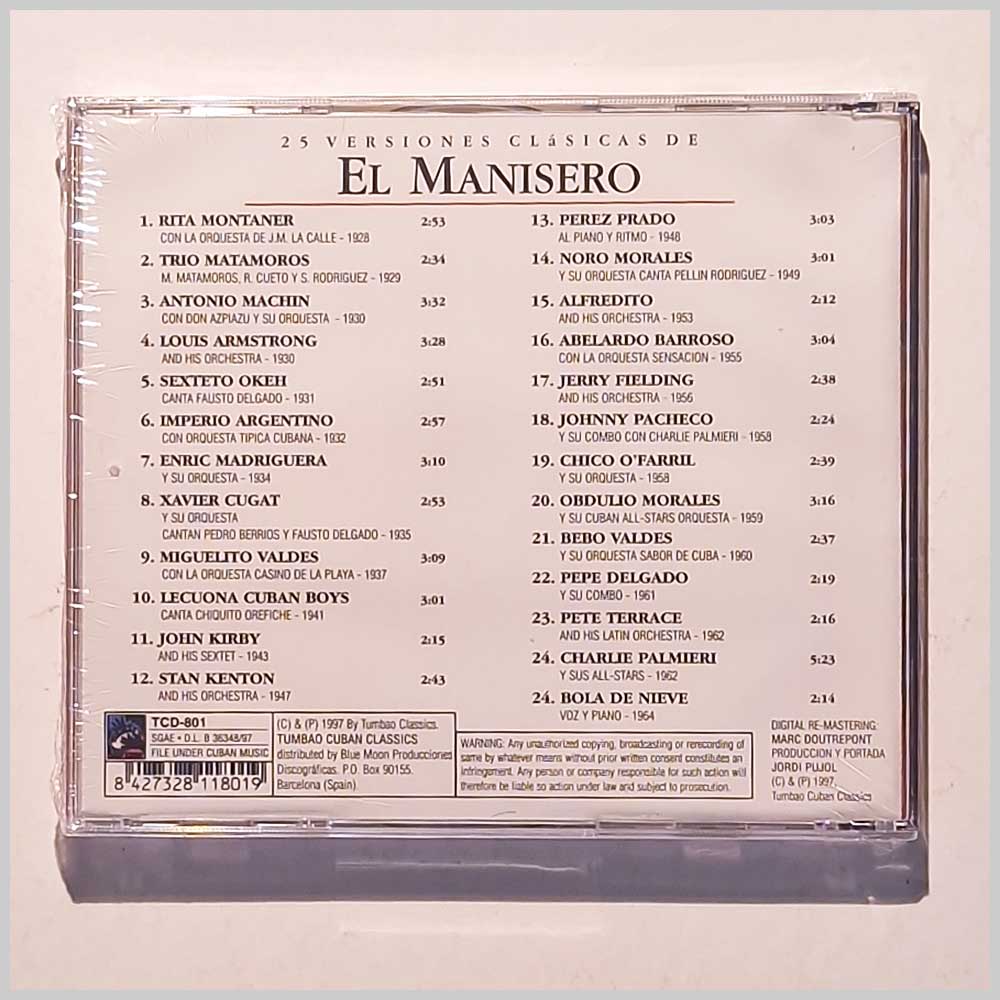 25 VERSIONES CLáSICAS DE
EL MANISERO
1. RITA MONTANER 2:53
CON LA ORQUESTA DE J.M. LA CALLE - 1928
2. TRIO MATAMOROS 2:34
M. MATAMOROS, R. CUETO Y S. RODRIGUEZ - 1929
3. ANTONIO MACHIN 3:32
CON DON AZPIAZU Y SU ORQUESTA - 1930
4. LOUIS ARMSTRONG 3:28
AND HIS ORCHESTRA - 1930
5. SEXTETO OKEH 2:51
CANTA FAUSTO DELGADO - 1931
6. IMPERIO ARGENTINO 2:57
CON ORQUESTA TIPICA CUBANA - 1932
7. ENRIC MADRIGUERA 3:10
Y SU ORQUESTA - 1934
8. XAVIER CUGAT 2:53
Y SU ORQUESTA
CANTAN PEDRO BERRIOS Y FAUSTO DELGADO - 1935
9. MIGUELITO VALDES 3:09
CON LA ORQUESTA CASINO DE LA PLAYA - 1937
10. LECUONA CUBAN BOYS 3:01
CANTA CHIQUITO OREFICHE - 1941
11. JOHN KIRBY 2:15
AND HIS SEXTET - 1943
12. STAN KENTON 2:43
AND HIS ORCHESTRA - 1947
13. PEREZ PRADO 3:03
AL PIANO Y RITMO - 1948
14. NORO MORALES 3:01
Y SU ORQUESTA CANTA PELLIN RODRIGUEZ - 1949
15. ALFREDITO 2:12
AND HIS ORCHESTRA - 1953
16. ABELARDO BARROSO 3:04
CON LA ORQUESTA SENSACION - 1955
17. JERRY FIELDING 2:38
AND HIS ORCHESTRA - 1956
18. JOHNNY PACHECO 2:24
Y SU COMBO CON CHARLIE PALMIERI - 1958
19. CHICO O'FARRIL 2:39
Y SU ORQUESTA - 1958
20. OBDULIO MORALES 3:16
Y SU CUBAN ALL-STARS ORQUESTA - 1959
21. BEBO VALDES 2:37
Y SU ORQUESTA SABOR DE CUBA - 1960
22. PEPE DELGADO 2:19
Y SU COMBO - 1961
23. PETE TERRACE 2:16
AND HIS LATIN ORCHESTRA - 1962
24. CHARLIE PALMIERI 5:23
Y SUS ALL-STARS - 1962
24. BOLA DE NIEVE 2:14
VOZ Y PIANO - 1964
TCD-801
SGAE • D.L. B 36348/97
FILE UNDER CUBAN MUSIC
8 427328 118019
(C) & (P) 1997 By Tumbao Classics.
TUMBAO CUBAN CLASSICS
distributed by Blue Moon Producciones
Discográficas. P.O. Box 90155.
Barcelona (Spain).
WARNING: Any unauthorized copying, broadcasting or rerecording of
same by whatever means without prior written consent constitutes an
infringement. Any person or company responsible for such action will
therefore be liable so action under law and subject to prosecution.
DIGITAL RE-MASTERING:
MARC DOUTREPONT
PRODUCCION Y PORTADA
JORDI PUJOL
(C) & (P) 1997,
Tumbao Cuban Classics